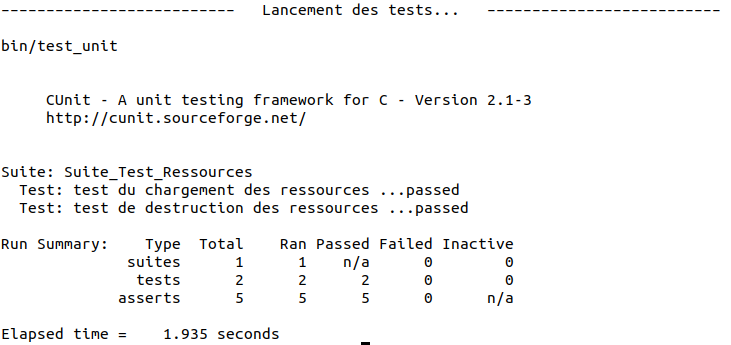 --------------------------   Lancement des tests...   --------------------------
bin/test_unit
CUnit - A unit testing framework for C - Version 2.1-3
http://cunit.sourceforge.net/
Suite: Suite_Test_Ressources
Test: test du chargement des ressources ...passed
Test: test de destruction des ressources ...passed
Run Summary:    Type  Total    Ran Passed Failed Inactive
suites      1      1    n/a      0        0
tests      2      2      2      0        0
asserts      5      5      5      0      n/a
Elapsed time =    1.935 seconds